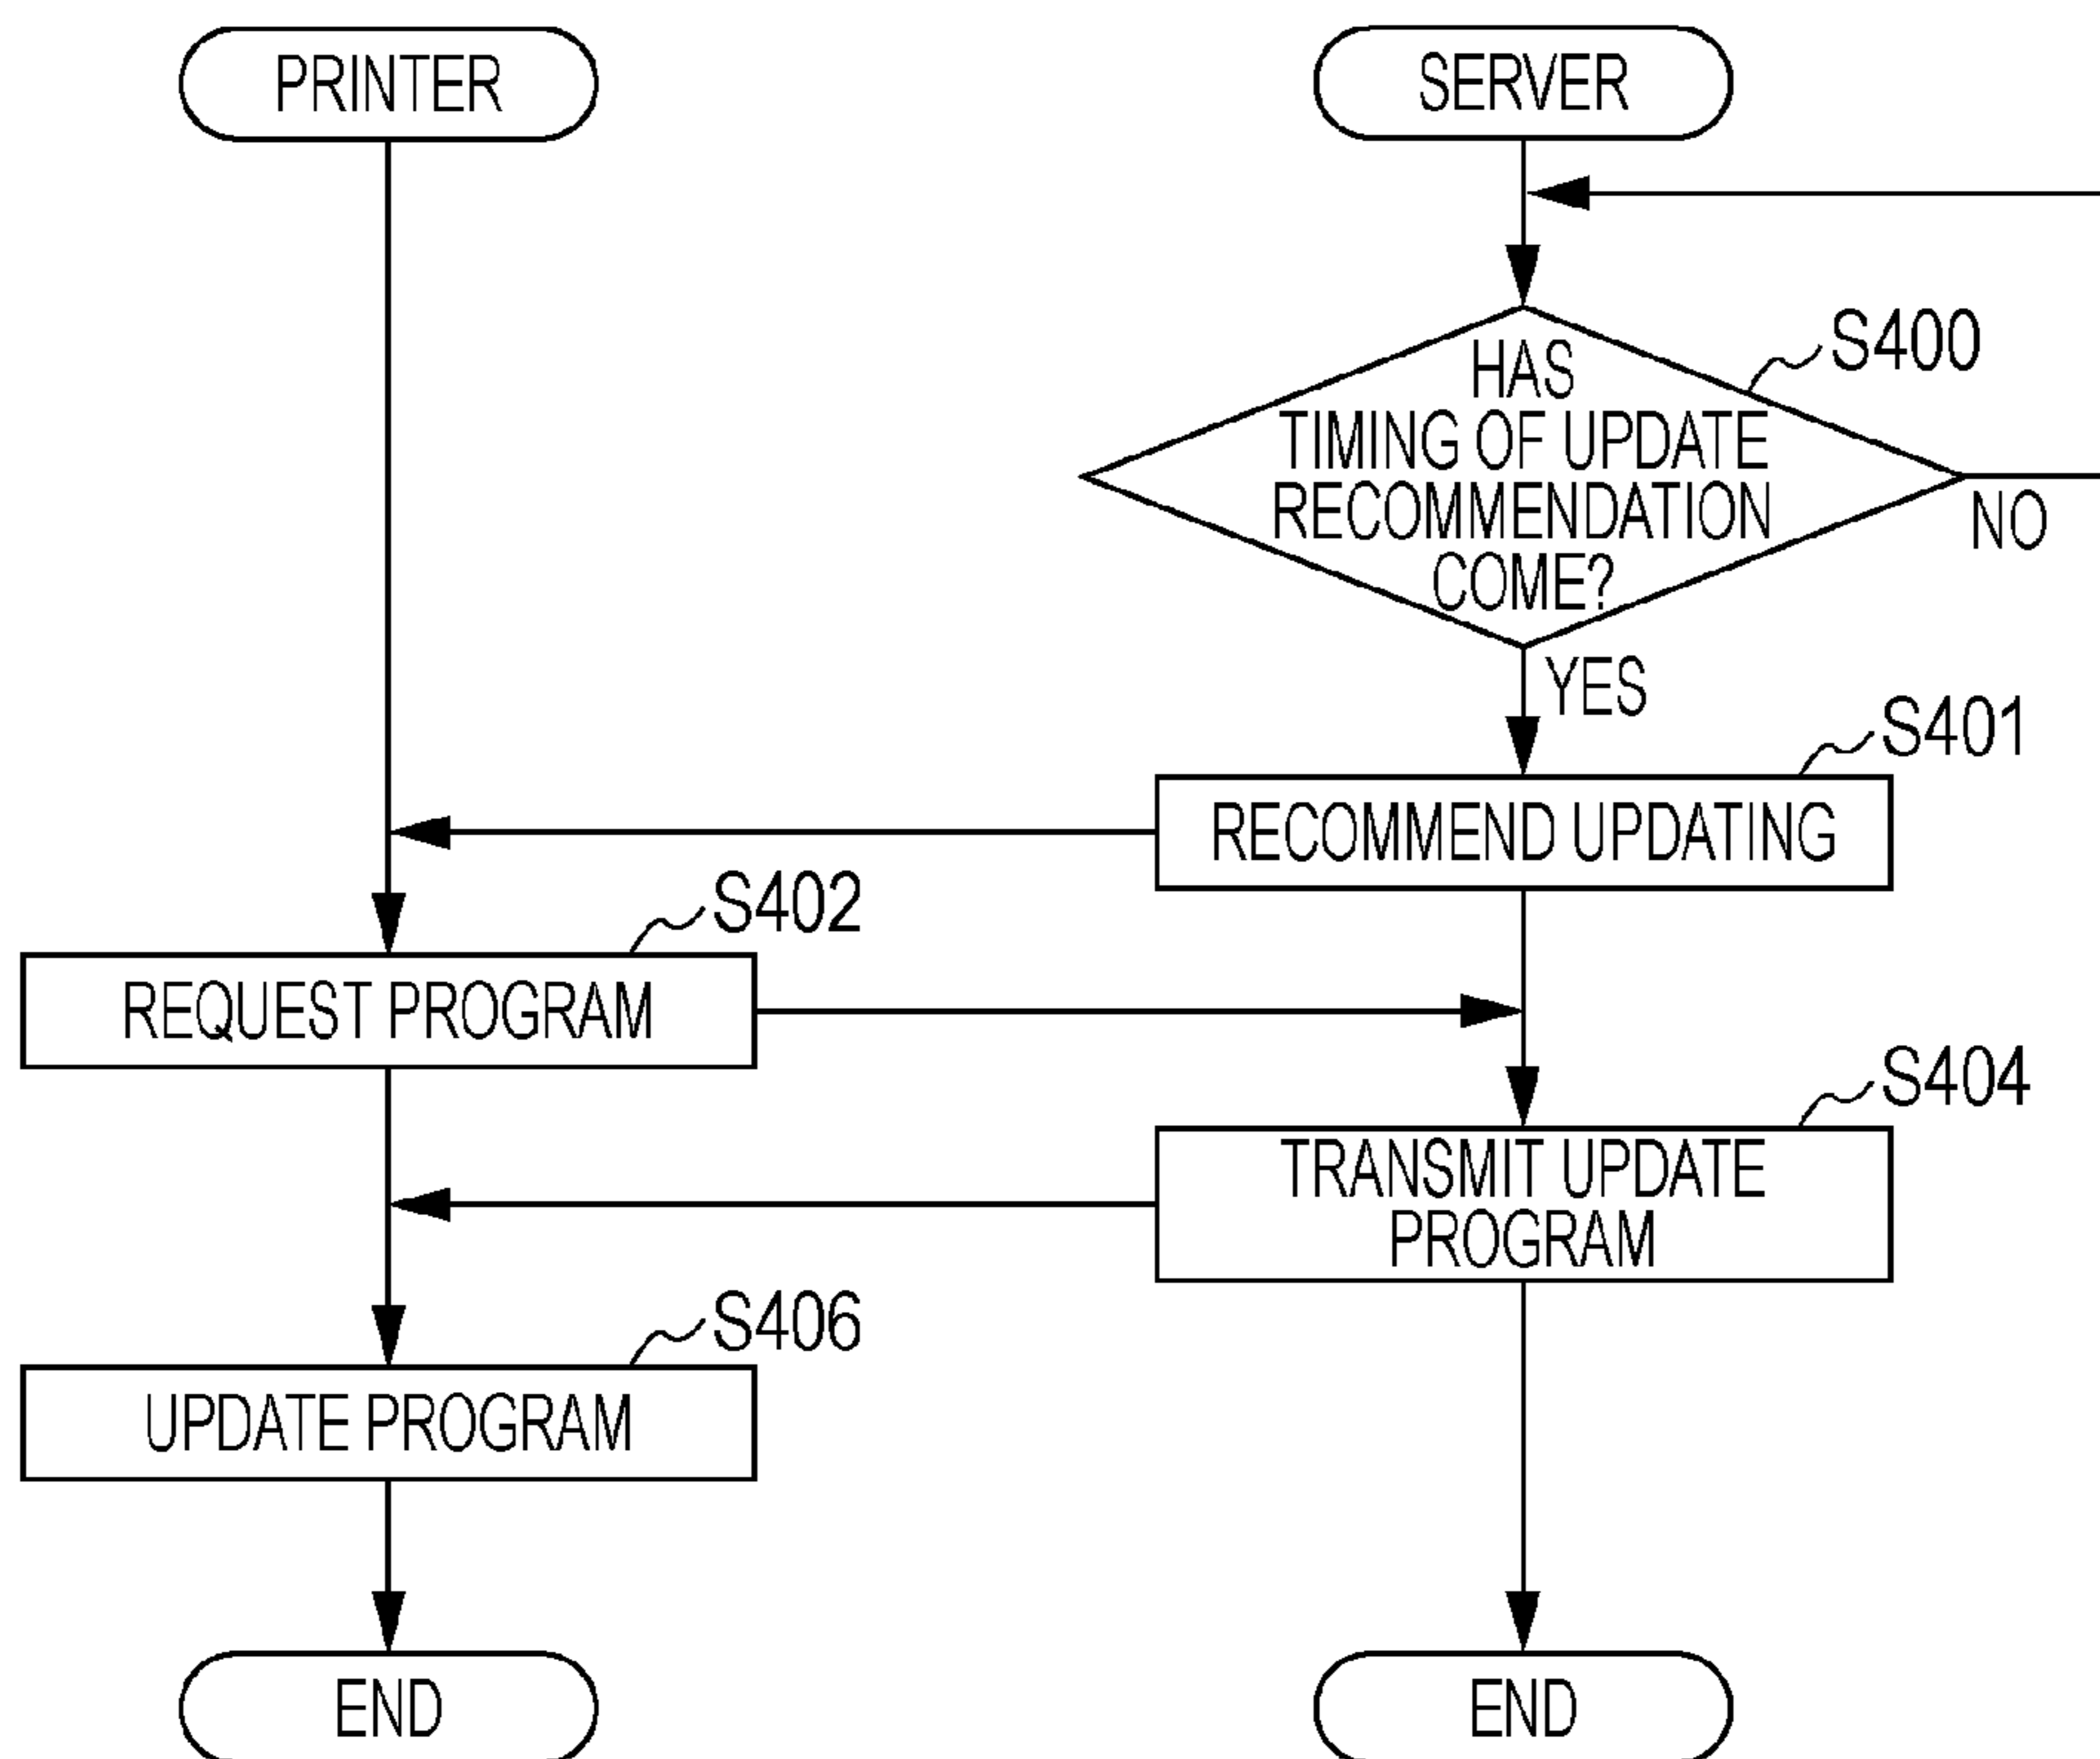 PRINTER
SERVER
S400
HAS
TIMING OF UPDATE
RECOMMENDATION
COME?
NO
YES
S401
RECOMMEND UPDATING
S402
REQUEST PROGRAM
S404
TRANSMIT UPDATE
PROGRAM
S406
UPDATE PROGRAM
END
END